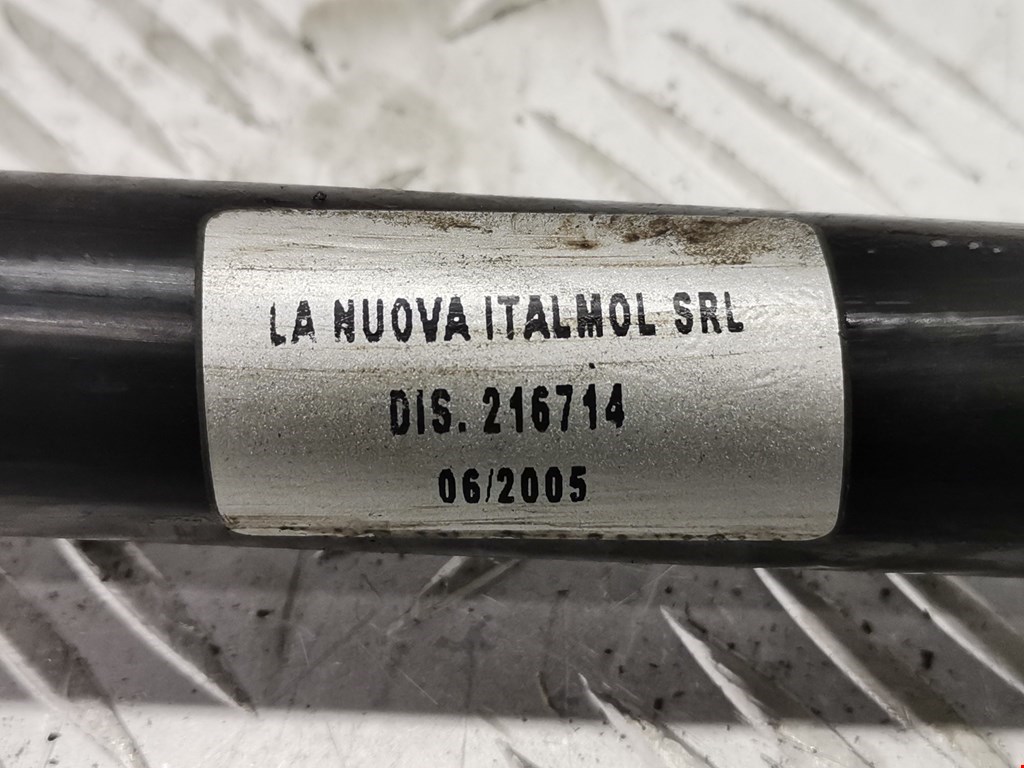 LA NUOVA ITALMOL SRL
DIS. 216714
06/2005